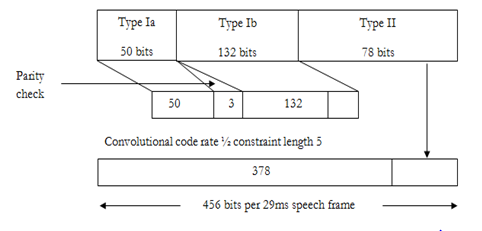 Type Ia Type Ib Type II
50 bits 132 bits 78 bits
Parity
check
50 3 132
Convolutional code rate ½ constraint length 5
378
456 bits per 29ms speech frame